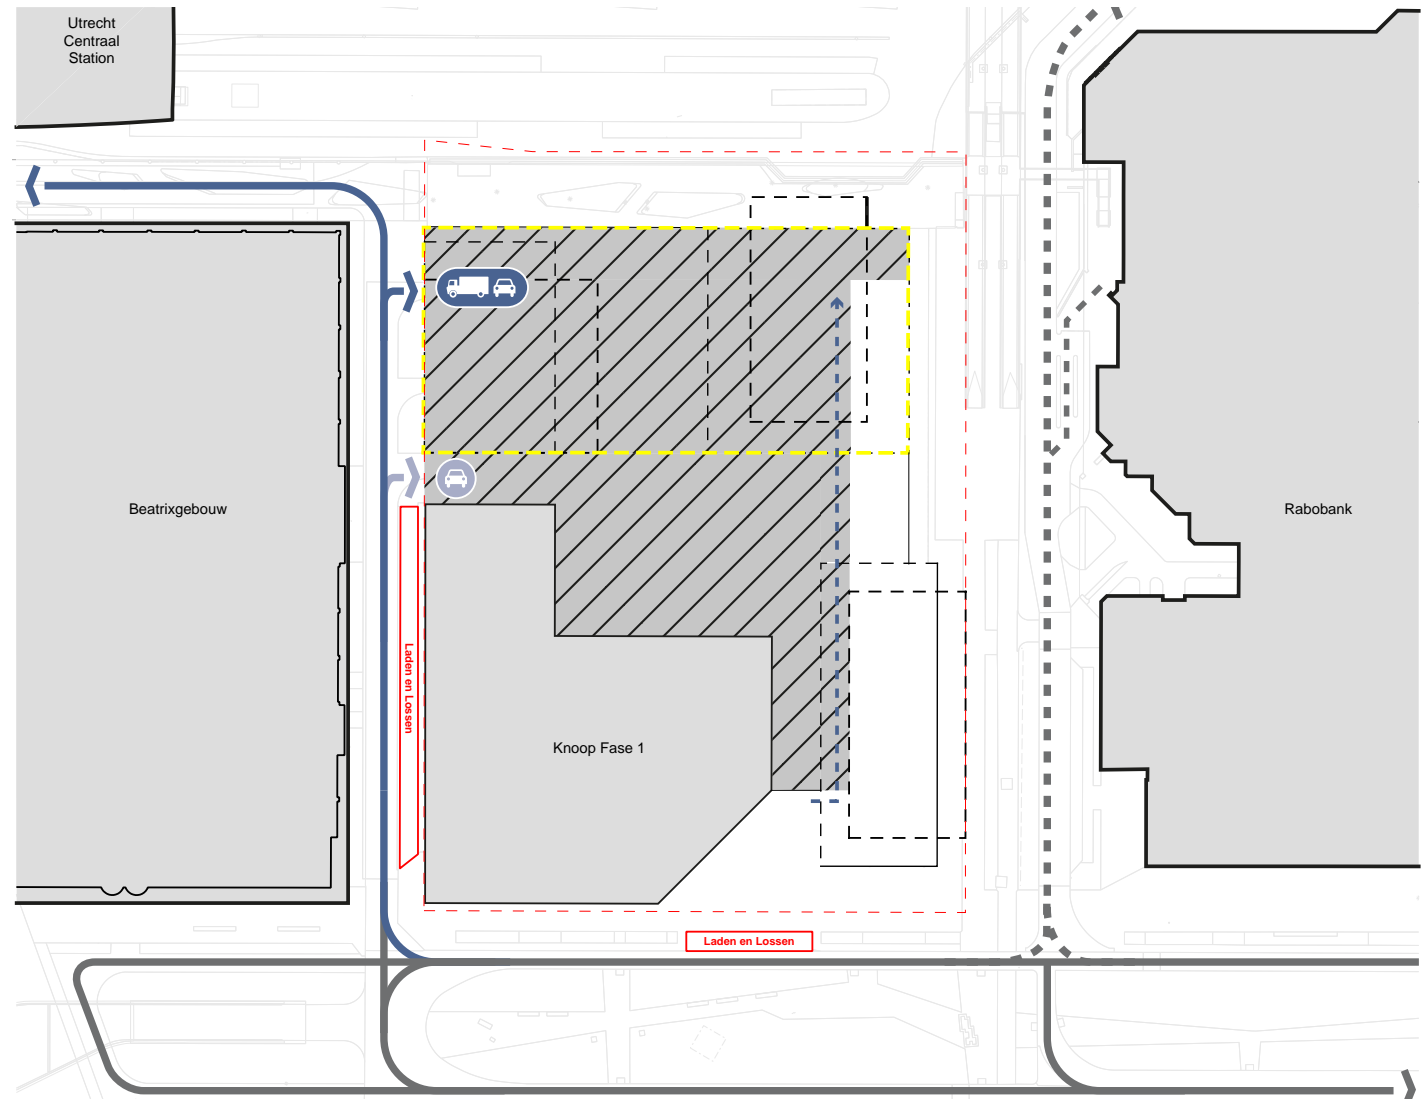 Utrecht
Centraal
Station
Beatrixgebouw
Rabobank
Laden en Lossen
Knoop Fase 1
Laden en Lossen